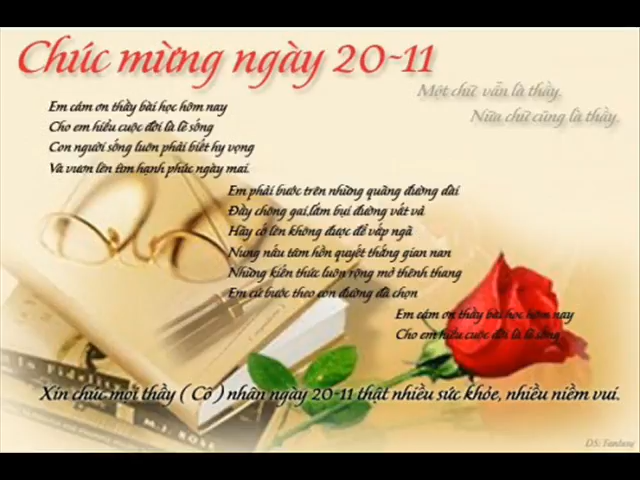 Chúc mừng ngày 20-11
Một chữ vẫn là thầy.
Nửa chữ cũng là thầy.
Em cám ơn thầy bài học hôm nay
Cho em hiểu cuộc đời là lẽ sống
Con người sống luôn phải biết hy vọng
Và vươn lên tìm hạnh phúc ngày mai.
Em phải bước trên những quãng đường dài
Đầy chông gai,lấm bụi đường vất vả
Hãy cố lên không được để vấp ngã
Nung nấu tâm hồn quyết thắng gian nan
Những kiến thức luôn rộng mở thênh thang
Em cứ bước theo con đường đã chọn
Em cám ơn thầy bài học hôm nay
Cho em hiểu cuộc đời là lẽ sống
Xin chúc mọi thầy ( Cô ) nhân ngày 20-11 thật nhiều sức khỏe, nhiều niềm vui.
M.J. ROSE
DS: Fantasy